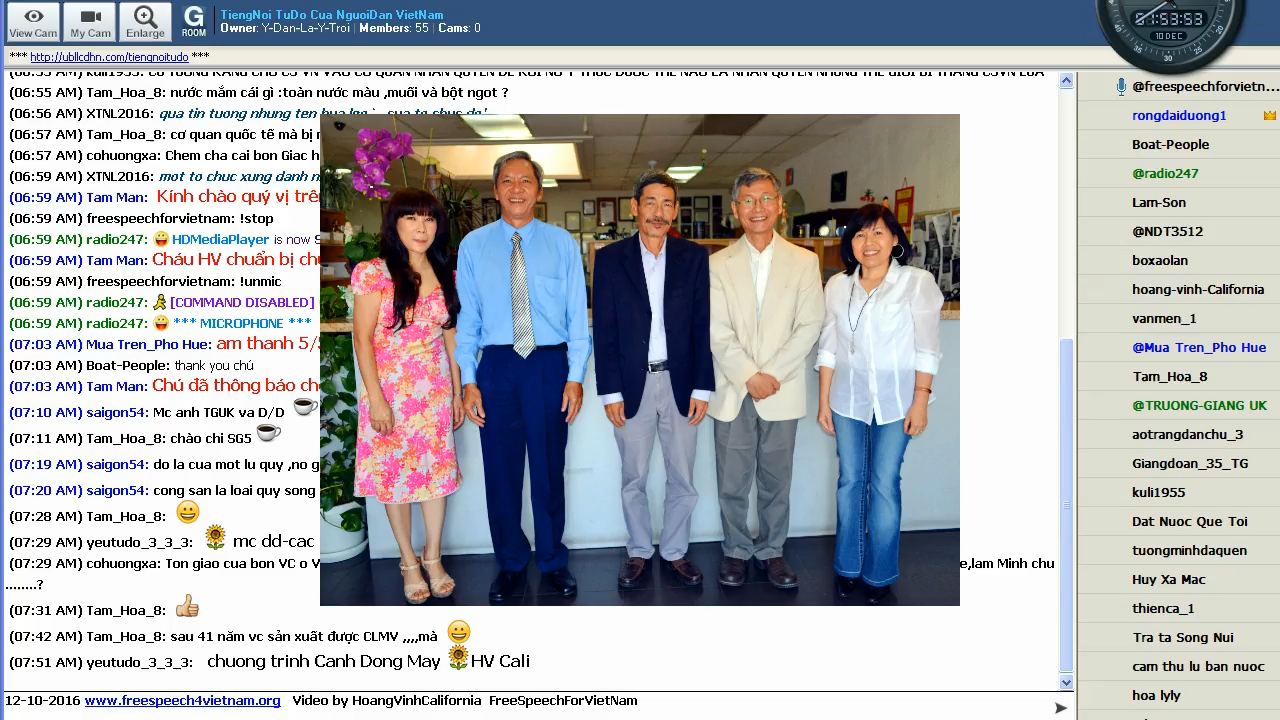 View Cam
My Cam
Enlarge
G
ROOM
TiengNoi TuDo Cua NguoiDan VietNam
Owner: Y-Dan-La-Y-Troi | Members: 55 | Cams: 0
01:53:53
10 DEC
*** http://ubllcdhn.com/tiengnoitudo ***
(06:55 AM) Tam_Hoa_8: nước mắm cái gì :toàn nước màu ,muối và bột ngọt ?
(06:56 AM) XTNL2016: qua tin tuong nhung ten
(06:57 AM) Tam_Hoa_8: cơ quan quốc tế mà bị
(06:57 AM) cohuongxa: Chem cha cai bon Giac h
(06:59 AM) XTNL2016: mot to chuc xung danh
(06:59 AM) Tam Man: Kính chào quý vị trên
(06:59 AM) freespeechforvietnam: !stop
(06:59 AM) radio247: HDMediaPlayer is now
(06:59 AM) Tam Man: Cháu HV chuẩn bị
(06:59 AM) freespeechforvietnam: !unmic
(06:59 AM) radio247: [COMMAND DISABLED]
(06:59 AM) radio247: *** MICROPHONE ***
(07:03 AM) Mua Tren_Pho Hue: am thanh 5/
(07:03 AM) Boat-People: thank you chú
(07:03 AM) Tam Man: Chú đã thông báo
(07:10 AM) saigon54: Mc anh TGUK va D/D
(07:11 AM) Tam_Hoa_8: chào chi SG5
(07:19 AM) saigon54: do la cua mot lu quy ,no g
(07:20 AM) saigon54: cong san la loai quy song
(07:28 AM) Tam_Hoa_8:
(07:29 AM) yeutudo_3_3_3: mc dd-cac
(07:29 AM) cohuongxa: Ton giao cua bon VC o V e,lam Minh chu
........?
(07:31 AM) Tam_Hoa_8:
(07:42 AM) Tam_Hoa_8: sau 41 năm vc sản xuất được CLMV ,,,,mà
(07:51 AM) yeutudo_3_3_3: chuong trinh Canh Dong May HV Cali
12-10-2016 www.freespeech4vietnam.org Video by HoangVinhCalifornia FreeSpeechForVietNam
@freespeechforvietn...
rongdaiduong1
Boat-People
@radio247
Lam-Son
@NDT3512
boxaolan
hoang-vinh-California
vanmen_1
@Mua Tren_Pho Hue
Tam_Hoa_8
@TRUONG-GIANG UK
aotrangdanchu_3
Giangdoan_35_TG
kuli1955
Dat Nuoc Que Toi
tuongminhdaquen
Huy Xa Mac
thienca_1
Tra ta Song Nui
cam thu lu ban nuoc
hoa lyly